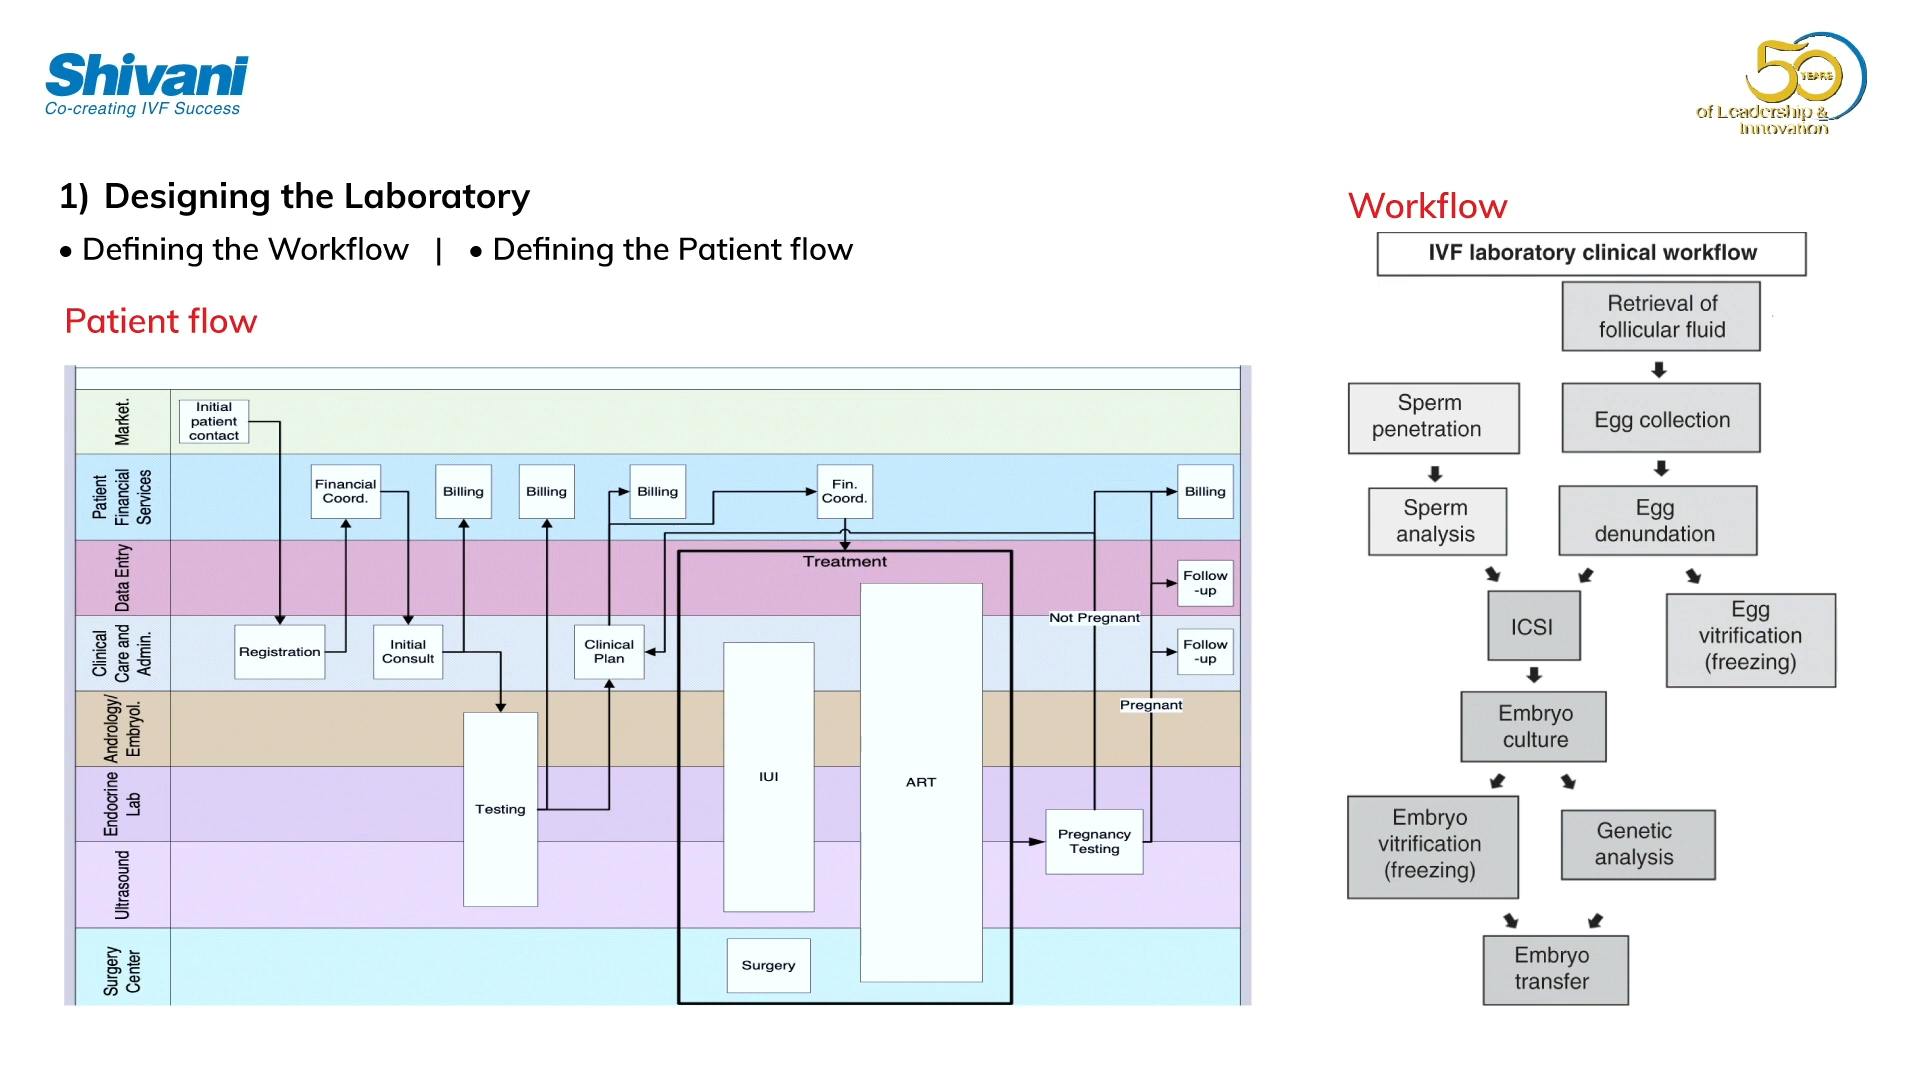 Shivani
Co-creating IVF Success
50
YEARS
of Leadership &
Innovation
1) Designing the Laboratory
• Defining the Workflow | • Defining the Patient flow
Patient flow
Market.
Initial
patient
contact
Patient
Financial
Services
Financial
Coord.
Billing
Billing
Billing
Fin.
Coord.
Billing
Data Entry
Treatment
Follow
-up
Not Pregnant
Clinical
Care and
Admin.
Registration
Initial
Consult
Clinical
Plan
Follow
-up
Pregnant
Andrology/
Embryol.
Endocrine
Lab
Testing
IUI
ART
Pregnancy
Testing
Ultrasound
Surgery
Center
Surgery
Workflow
IVF laboratory clinical workflow
Retrieval of
follicular fluid
Sperm
penetration
Egg collection
Sperm
analysis
Egg
denundation
ICSI
Egg
vitrification
(freezing)
Embryo
culture
Embryo
vitrification
(freezing)
Genetic
analysis
Embryo
transfer